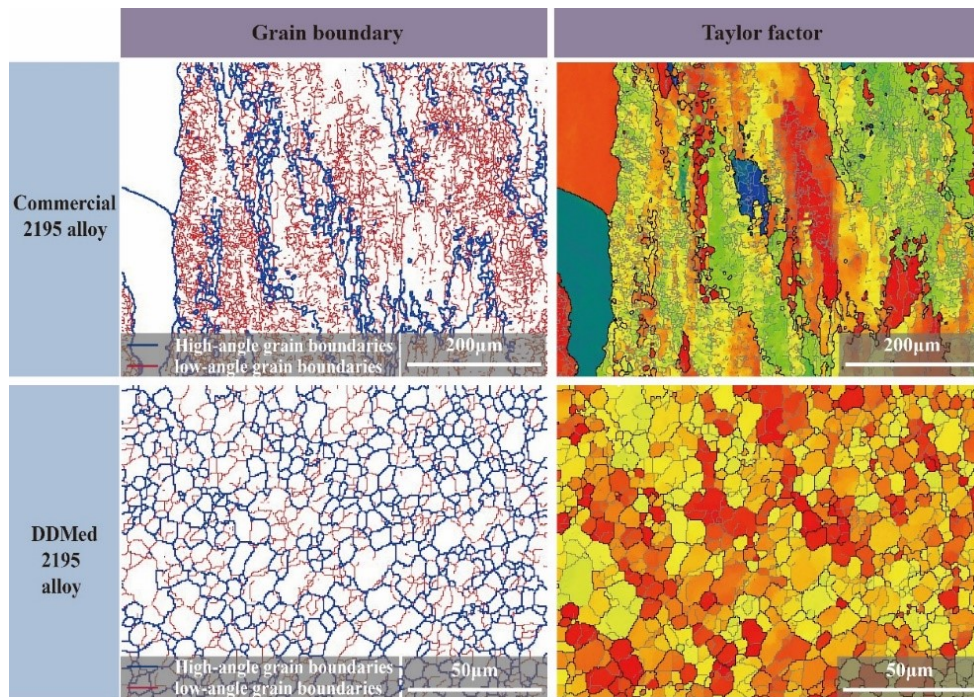 Grain boundary
Taylor factor
Commercial
2195 alloy
High-angle grain boundaries
low-angle grain boundaries
200μm
200μm
DDMed
2195
alloy
High-angle grain boundaries
low-angle grain boundaries
50μm
50μm